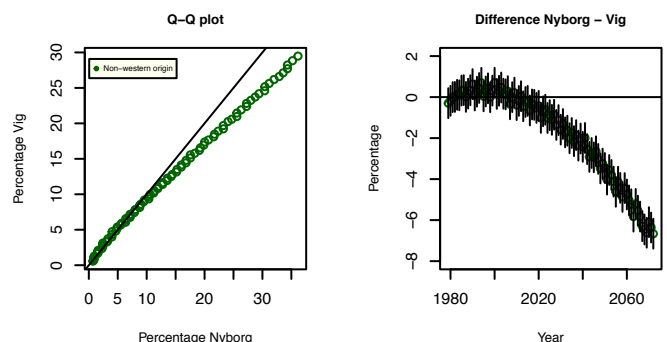 Q−Q plot
Non−western origin
Percentage Vig
30
25
20
15
10
5
0
0 5 10 20 30
Percentage Nyborg
Difference Nyborg − Vig
Percentage
2
0
−2
−4
−6
−8
1980 2020 2060
Year